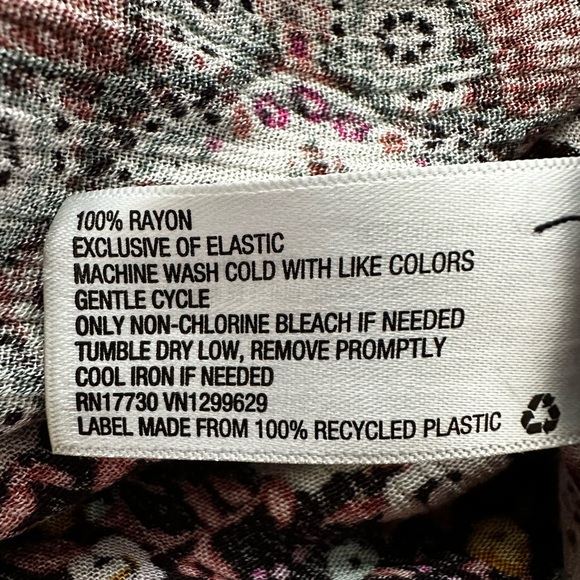 100% RAYON
EXCLUSIVE OF ELASTIC
MACHINE WASH COLD WITH LIKE COLORS
GENTLE CYCLE
ONLY NON-CHLORINE BLEACH IF NEEDED
TUMBLE DRY LOW, REMOVE PROMPTLY
COOL IRON IF NEEDED
RN17730 VN1299629
LABEL MADE FROM 100% RECYCLED PLASTIC